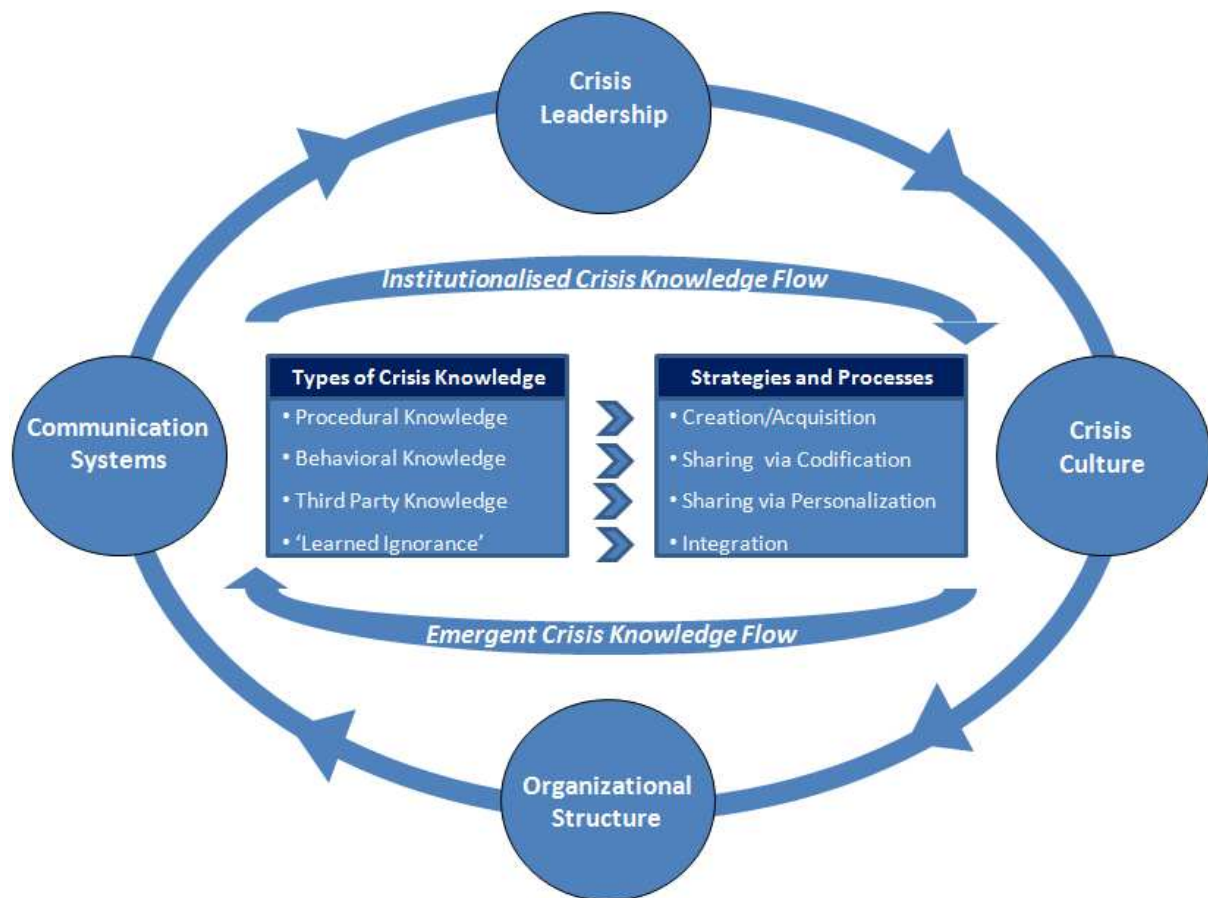 Crisis
Leadership
Institutionalised Crisis Knowledge Flow
Communication
Systems
Types of Crisis Knowledge
• Procedural Knowledge
• Behavioral Knowledge
• Third Party Knowledge
• ‘Learned Ignorance’
Strategies and Processes
• Creation/Acquisition
• Sharing via Codification
• Sharing via Personalization
• Integration
Crisis
Culture
Emergent Crisis Knowledge Flow
Organizational
Structure